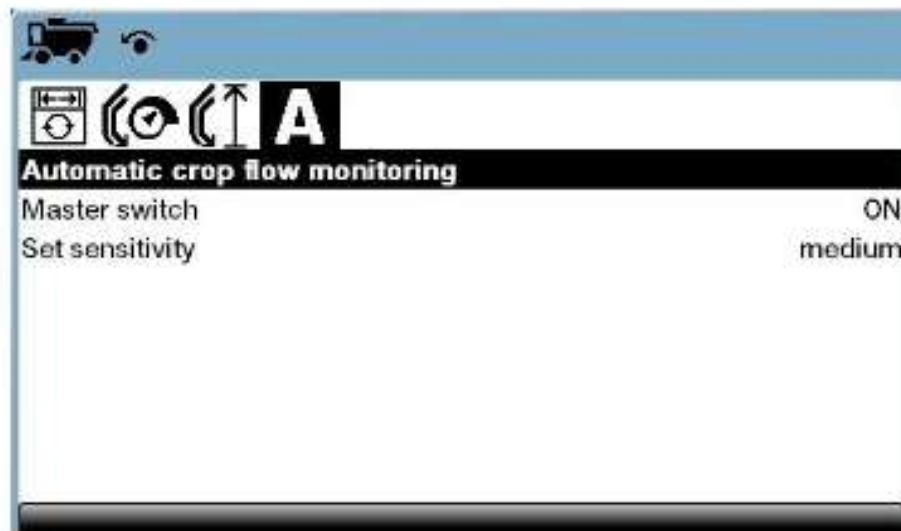 A
Automatic crop flow monitoring
Master switch ON
Set sensitivity medium